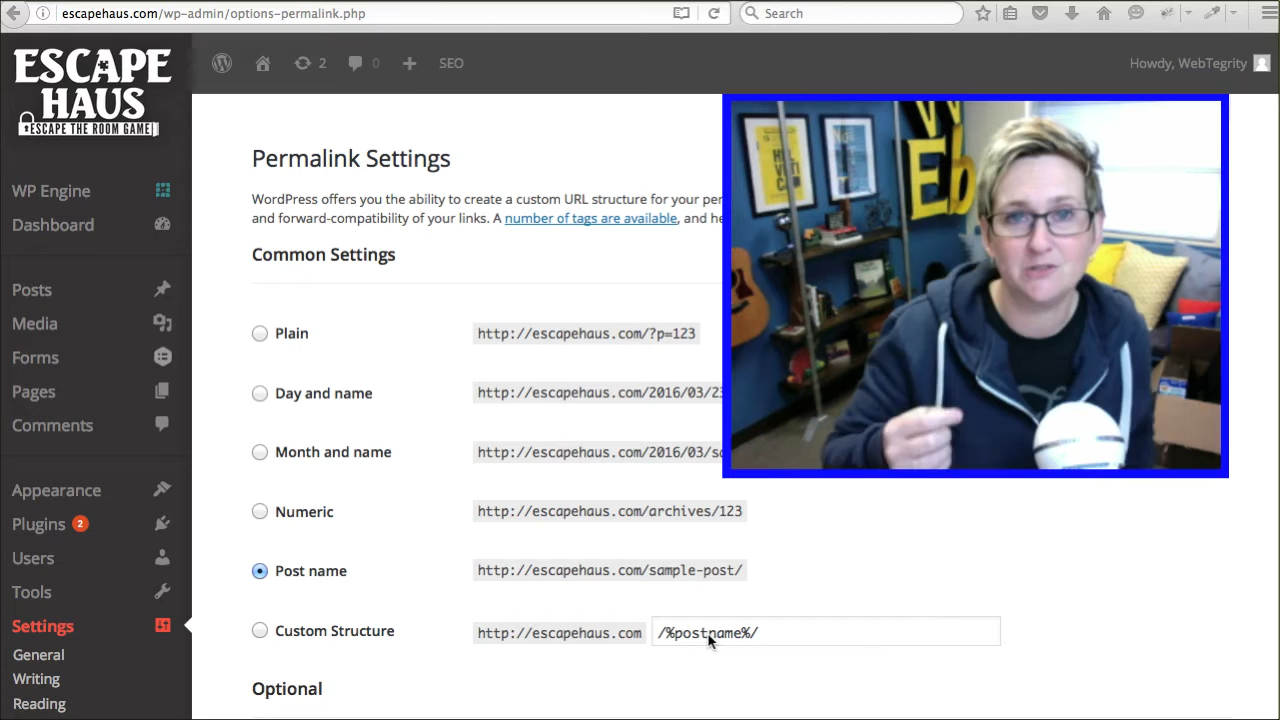 escapehaus.com/wp-admin/options-permalink.php
Search
ESCAPE
HAUS
ESCAPE THE ROOM GAME
2
0
SEO
Howdy, WebTegrity
WP Engine
Dashboard
Posts
Media
Forms
Pages
Comments
Appearance
Plugins 2
Users
Tools
Settings
General
Writing
Reading
Permalink Settings
WordPress offers you the ability to create a custom URL structure for your
and forward-compatibility of your links. A number of tags are available, and
Common Settings
Plain http://escapehaus.com/?p=123
Day and name http://escapehaus.com/2016/03/23
Month and name http://escapehaus.com/2016/03/
Numeric http://escapehaus.com/archives/123
Post name http://escapehaus.com/sample-post/
Custom Structure http://escapehaus.com /%postname%/
Optional
WEb